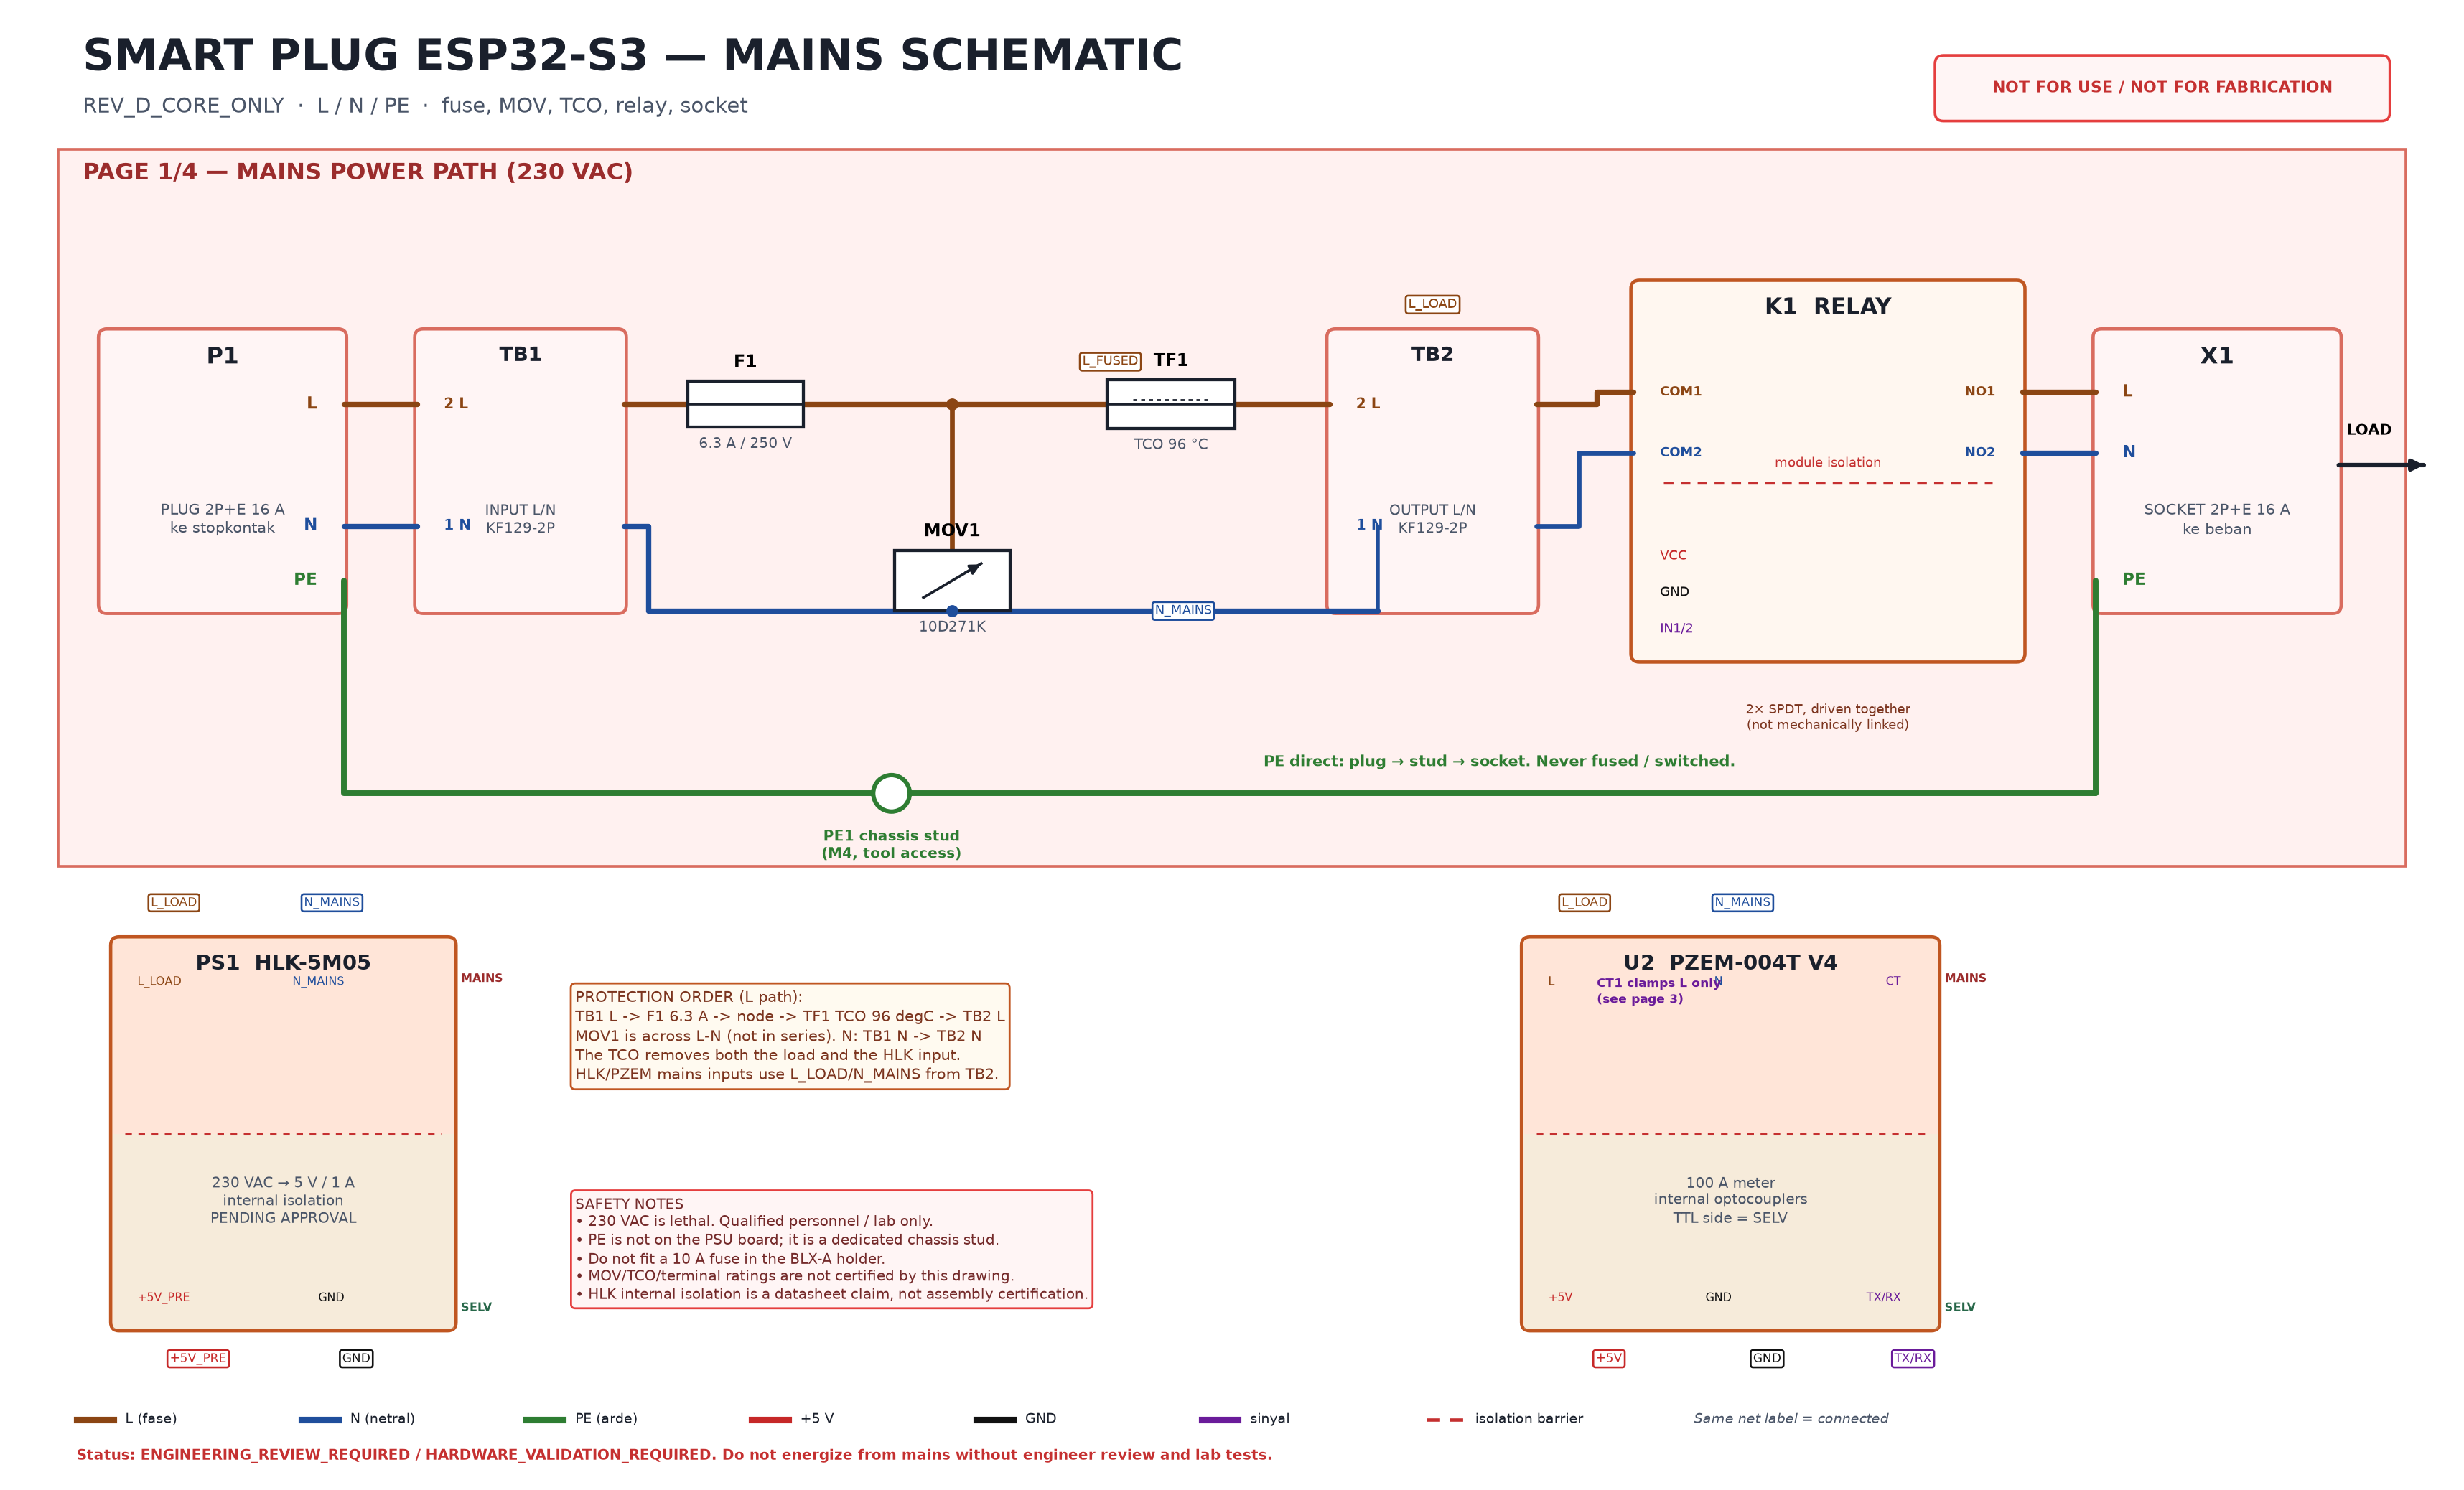 SMART PLUG ESP32-S3 — MAINS SCHEMATIC
REV_D_CORE_ONLY · L / N / PE · fuse, MOV, TCO, relay, socket
NOT FOR USE / NOT FOR FABRICATION
PAGE 1/4 — MAINS POWER PATH (230 VAC)
P1
L
PLUG 2P+E 16 A
ke stopkontak
N
PE
TB1
2 L
1 N
INPUT L/N
KF129-2P
F1
6.3 A / 250 V
MOV1
10D271K
L_FUSED
TF1
TCO 96 °C
N_MAINS
L_LOAD
TB2
2 L
1 N
OUTPUT L/N
KF129-2P
K1 RELAY
COM1
NO1
COM2
NO2
module isolation
VCC
GND
IN1/2
2× SPDT, driven together
(not mechanically linked)
X1
L
N
SOCKET 2P+E 16 A
ke beban
PE
LOAD
PE direct: plug → stud → socket. Never fused / switched.
PE1 chassis stud
(M4, tool access)
L_LOAD
N_MAINS
PS1 HLK-5M05
L_LOAD
N_MAINS
MAINS
230 VAC → 5 V / 1 A
internal isolation
PENDING APPROVAL
+5V_PRE
GND
SELV
+5V_PRE
GND
PROTECTION ORDER (L path):
TB1 L -> F1 6.3 A -> node -> TF1 TCO 96 degC -> TB2 L
MOV1 is across L-N (not in series). N: TB1 N -> TB2 N
The TCO removes both the load and the HLK input.
HLK/PZEM mains inputs use L_LOAD/N_MAINS from TB2.
SAFETY NOTES
• 230 VAC is lethal. Qualified personnel / lab only.
• PE is not on the PSU board; it is a dedicated chassis stud.
• Do not fit a 10 A fuse in the BLX-A holder.
• MOV/TCO/terminal ratings are not certified by this drawing.
• HLK internal isolation is a datasheet claim, not assembly certification.
L_LOAD
N_MAINS
U2 PZEM-004T V4
L
CT1 clamps L only
(see page 3)
N
CT
MAINS
100 A meter
internal optocouplers
TTL side = SELV
+5V
GND
TX/RX
SELV
+5V
GND
TX/RX
L (fase)
N (netral)
PE (arde)
+5 V
GND
sinyal
isolation barrier
Same net label = connected
Status: ENGINEERING_REVIEW_REQUIRED / HARDWARE_VALIDATION_REQUIRED. Do not energize from mains without engineer review and lab tests.